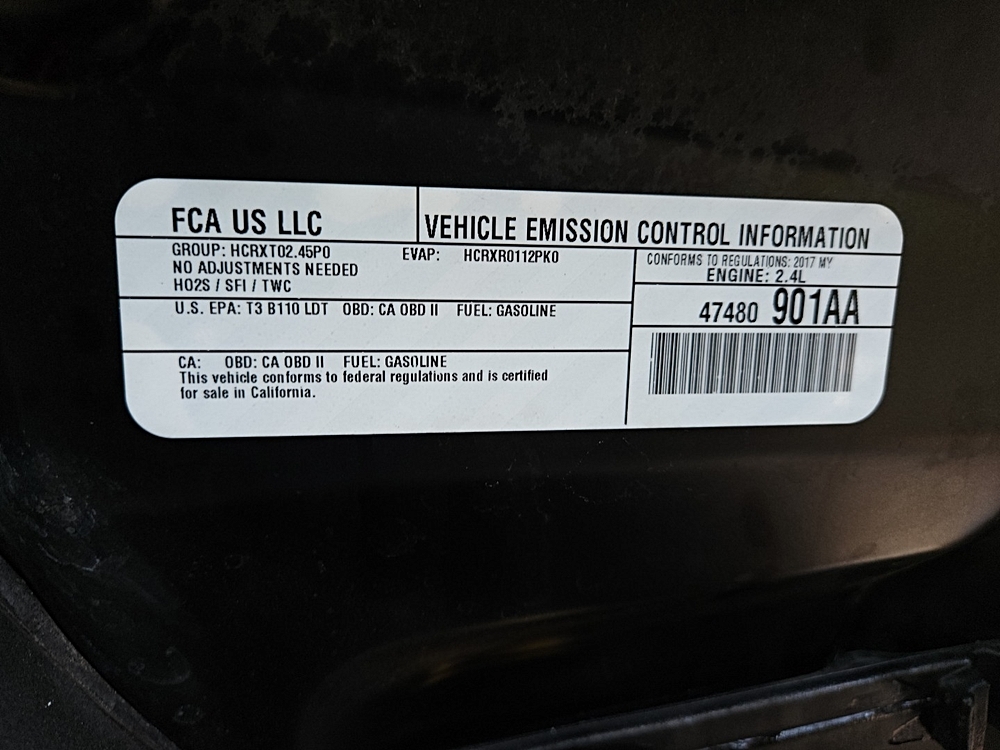 FCA US LLC
VEHICLE EMISSION CONTROL INFORMATION
GROUP: HCRXT02.45P0 EVAP: HCRXR0112PK0
NO ADJUSTMENTS NEEDED
HO2S / SFI / TWC
CONFORMS TO REGULATIONS: 2017 MY
ENGINE: 2.4L
U.S. EPA: T3 B110 LDT OBD: CA OBD II FUEL: GASOLINE
47480 901AA
CA: OBD: CA OBD II FUEL: GASOLINE
This vehicle conforms to federal regulations and is certified
for sale in California.